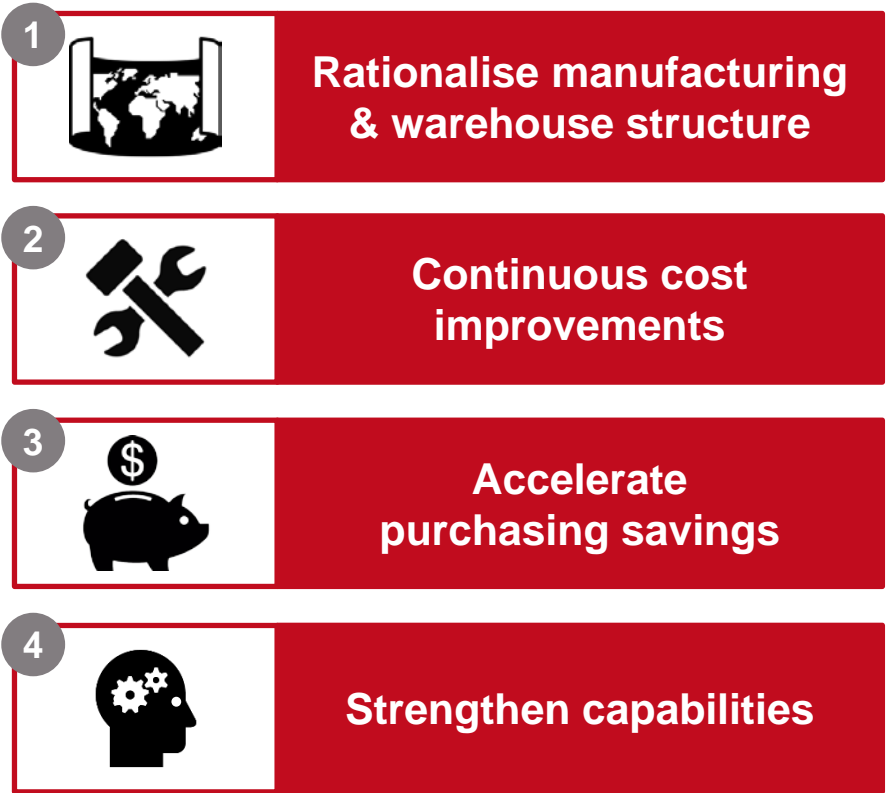 1
Rationalise manufacturing
& warehouse structure
2
Continuous cost
improvements
3
$
Accelerate
purchasing savings
4
Strengthen capabilities